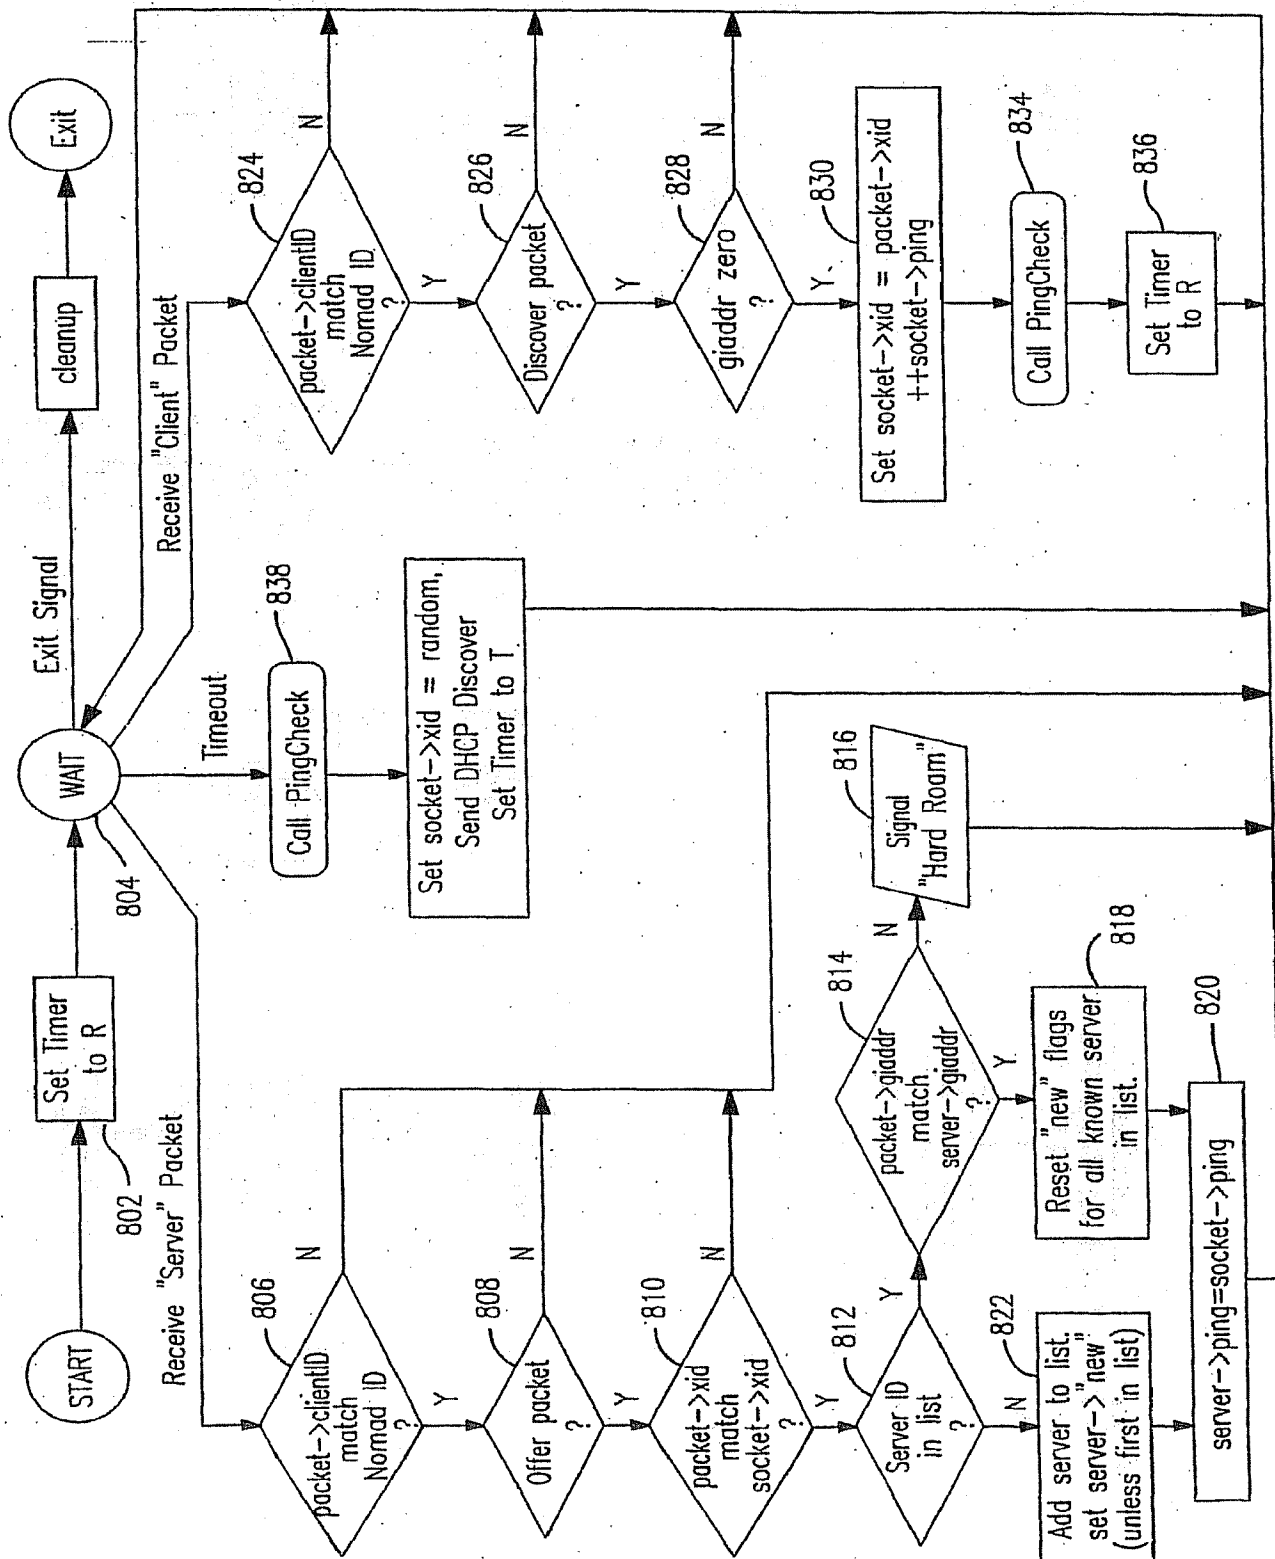 START
Set Timer
to R
802
WAIT
804
Exit Signal
cleanup
Exit
Receive "Server" Packet
Timeout
Receive "Client" Packet
packet->clientID
match
Nomad ID
?
806
N
Y
Offer packet
?
808
N
Y
packet->xid
match
socket->xid
?
810
N
Y
Server ID
in list
?
812
Y
N
packet->giaddr
match
server->giaddr
?
814
N
Y
Signal
"Hard Roam"
816
Reset "new" flags
for all known server
in list.
818
Add server to list.
set server->"new"
(unless first in list)
822
server->ping=socket->ping
820
Call PingCheck
838
Set socket->xid = random,
Send DHCP Discover
Set Timer to T
packet->clientID
match
Nomad ID
?
824
N
Y
Discover packet
?
826
N
Y
giaddr zero
?
828
N
Y
Set socket->xid = packet->xid
++socket->ping
830
Call PingCheck
834
Set Timer
to R
836